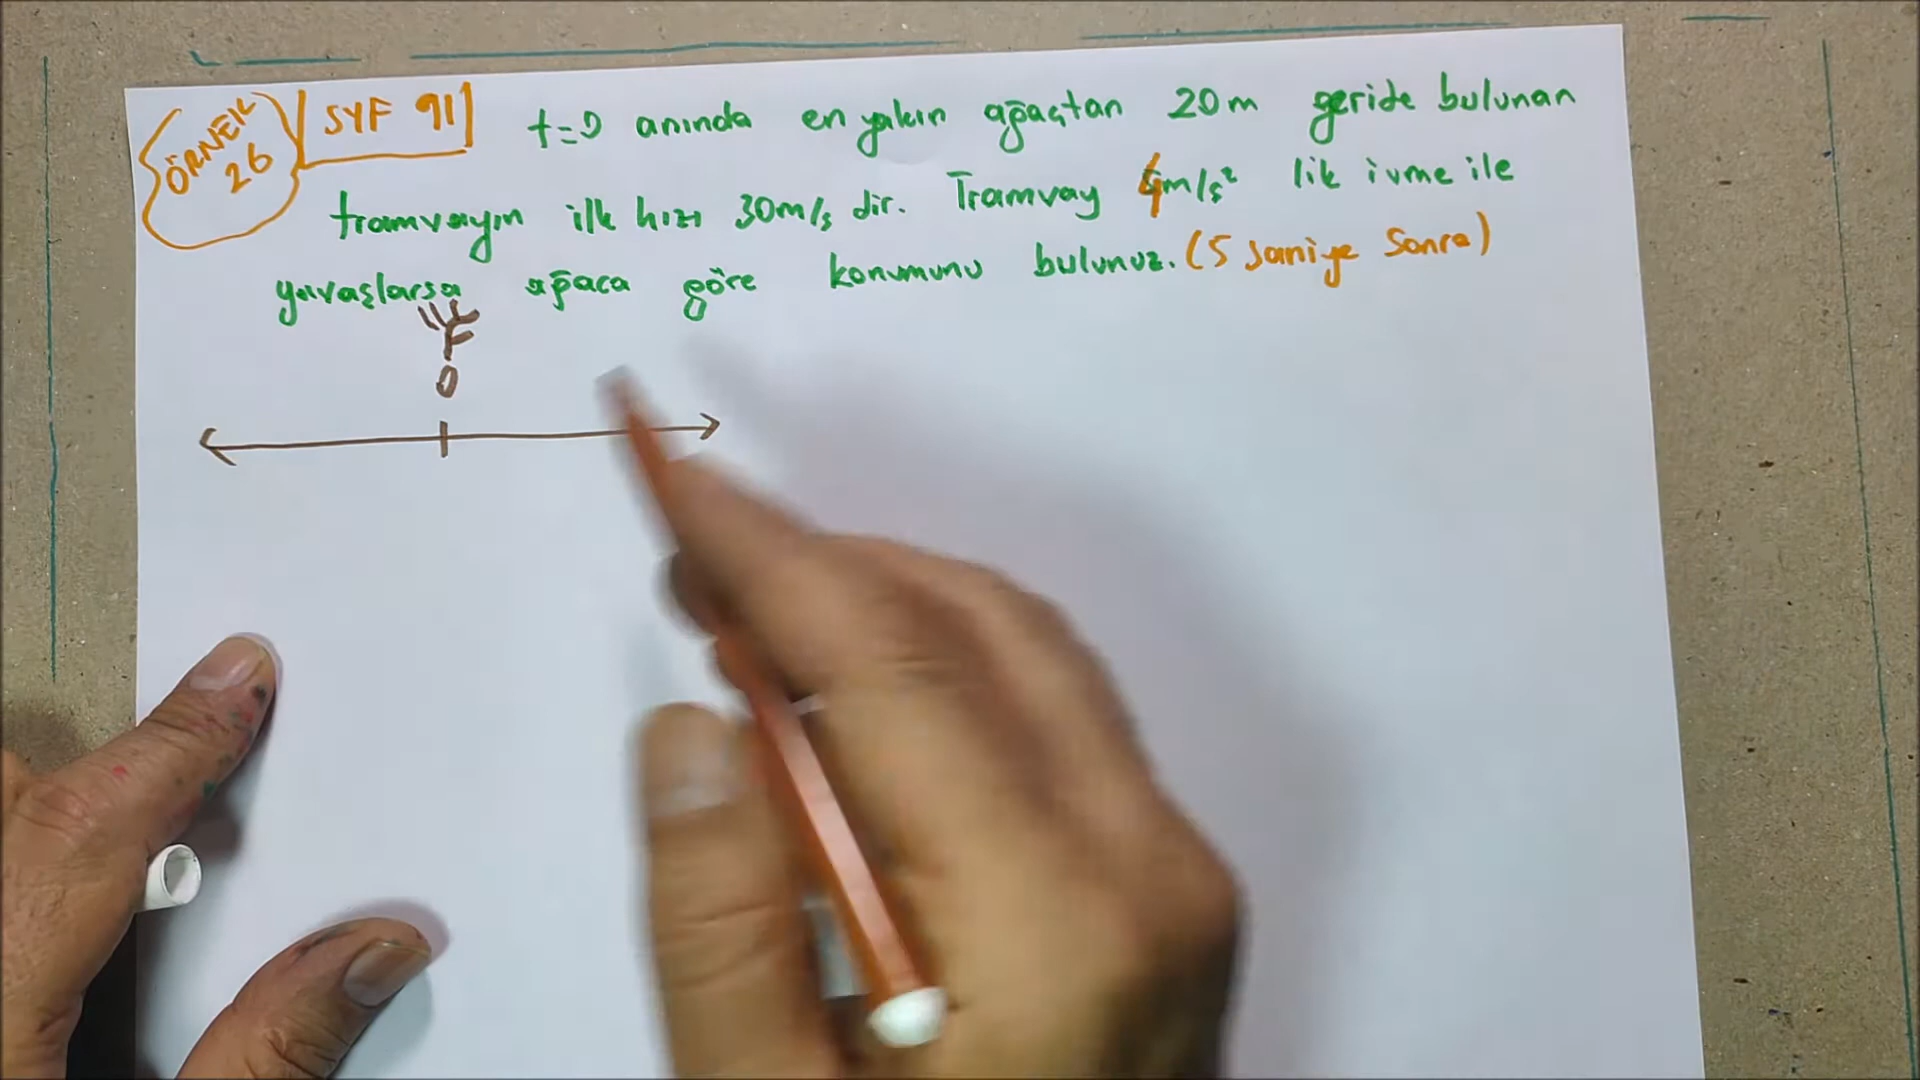 ÖRNEK 26 SYF 91 t=0 anında en yakın ağaçtan 20m geride bulunan
tramvayın ilk hızı 30m/s dir. Tramvay 4m/s² lik ivme ile
yavaşlarsa ağaca göre konumunu bulunuz. (5 saniye Sonra)
0